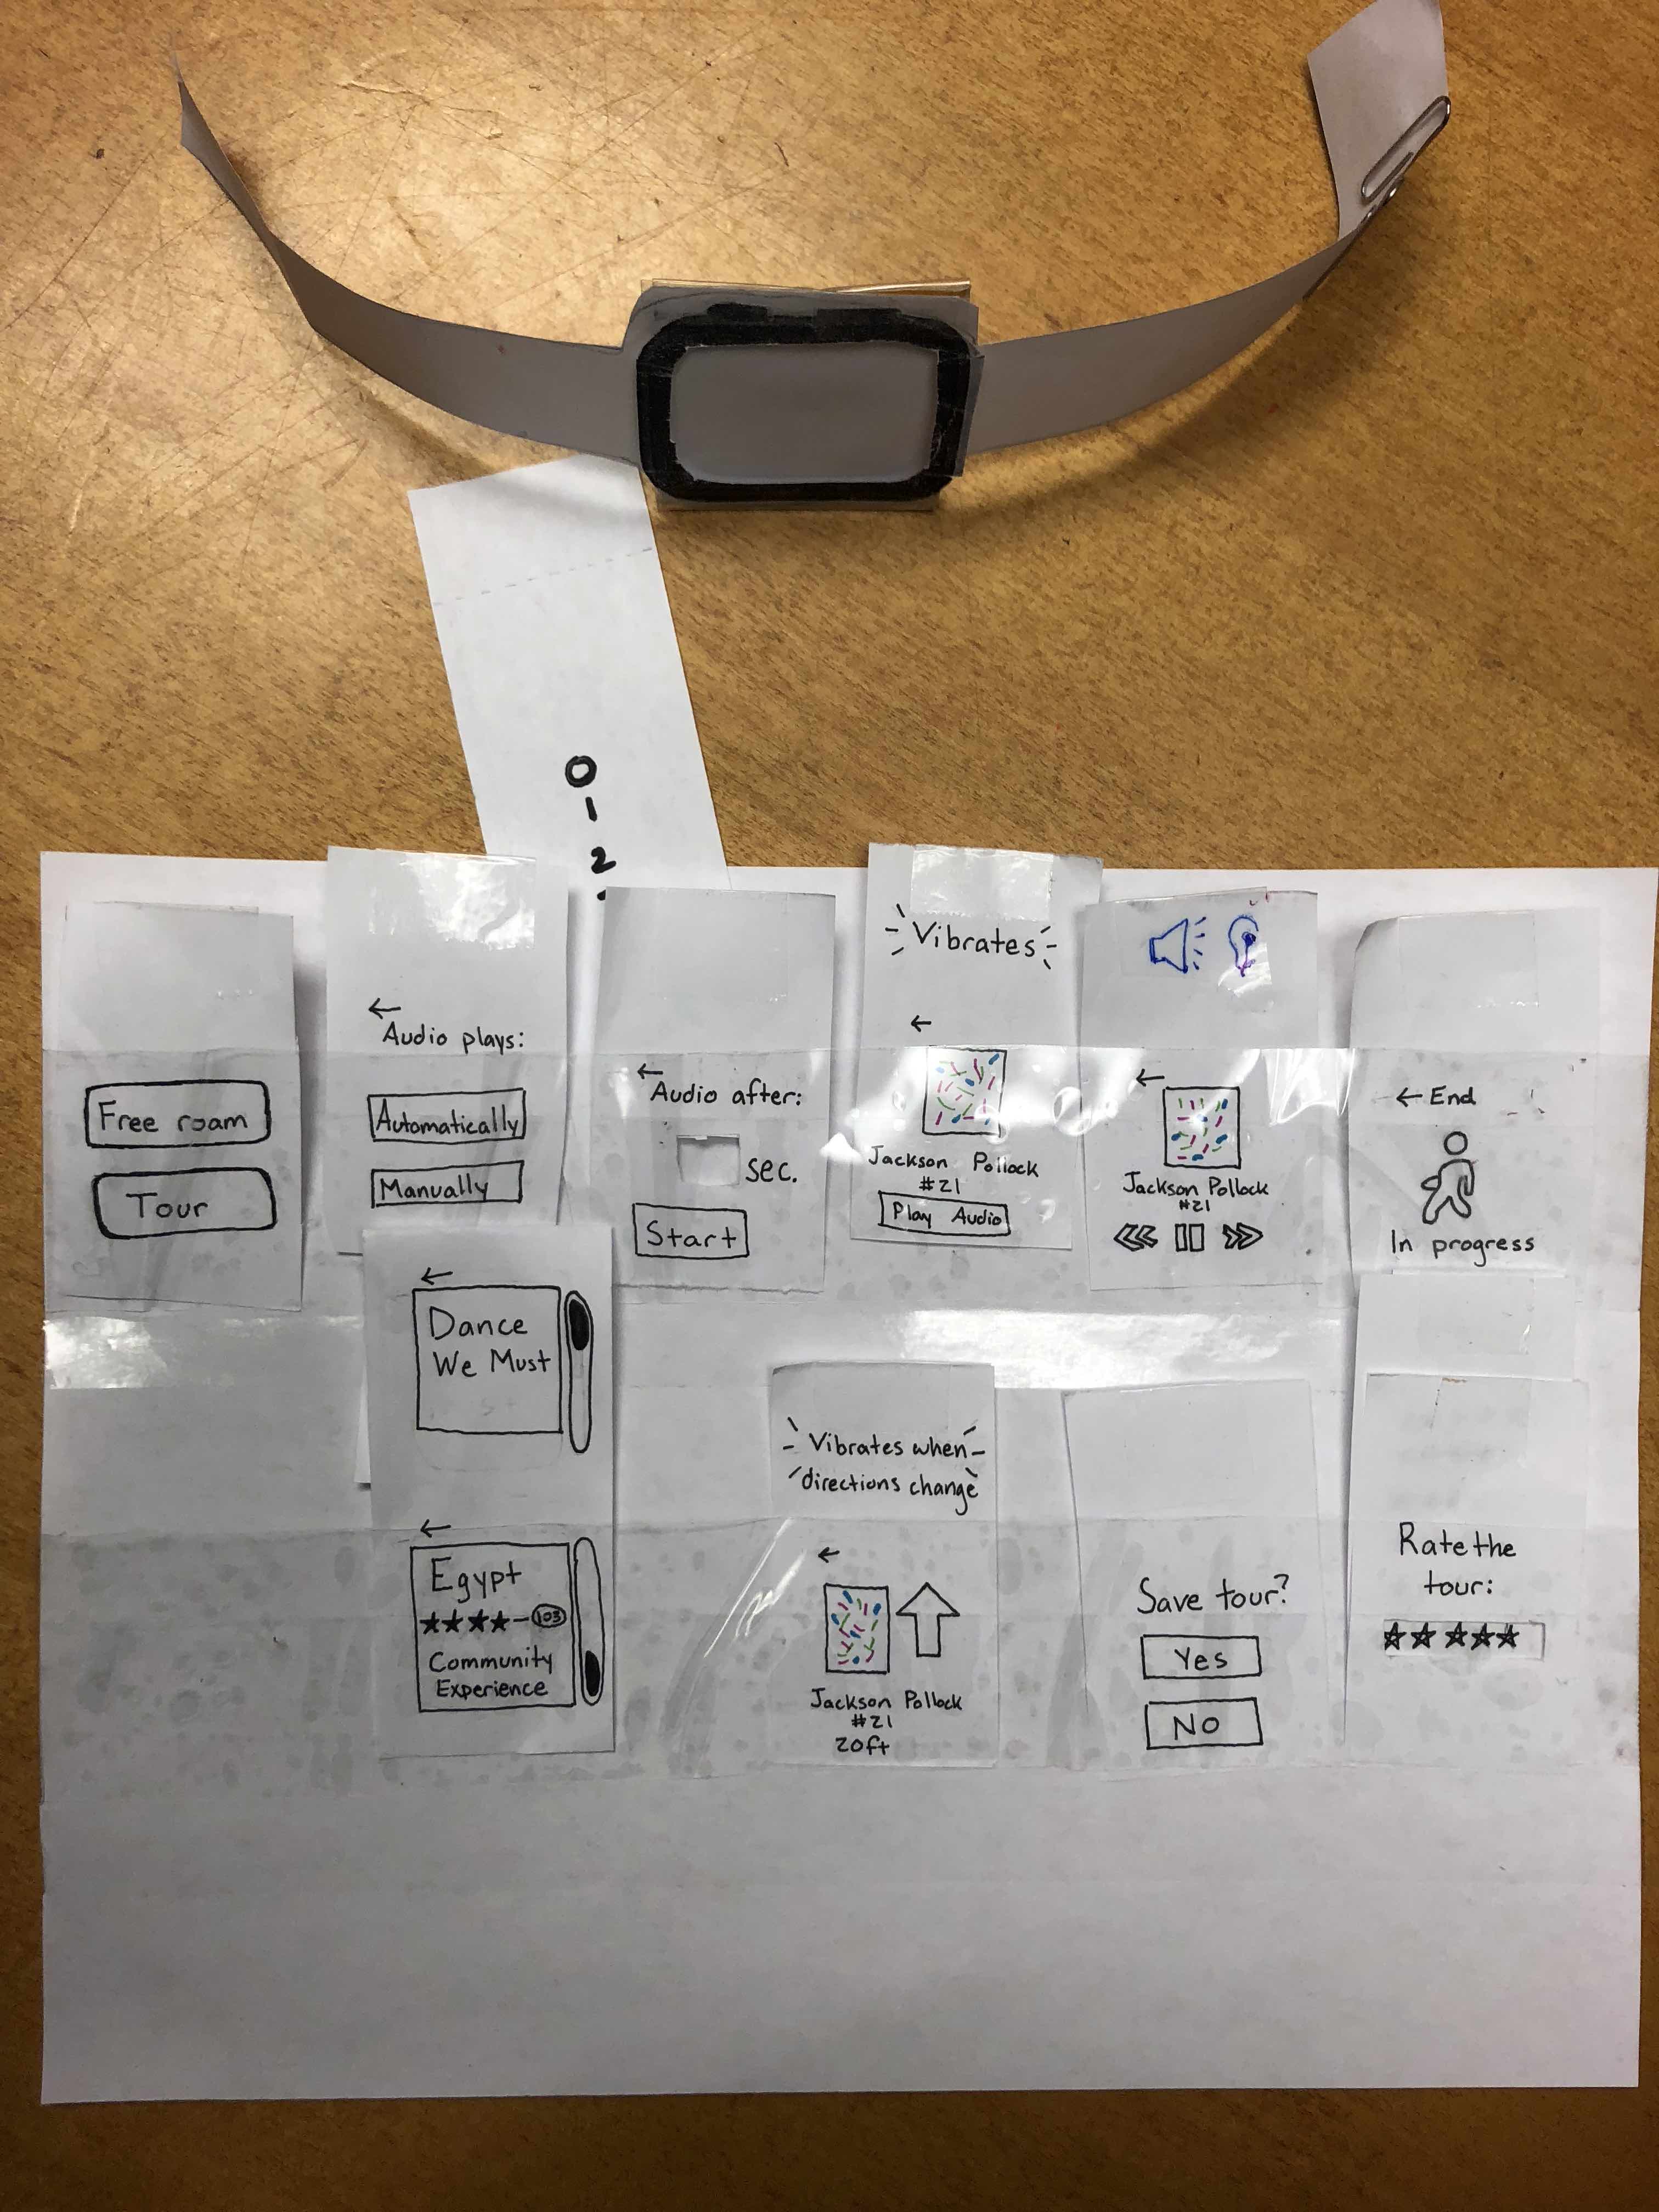 0
1
2
Free roam
Tour
←
Audio plays:
Automatically
Manually
←
Audio after:
sec.
Start
Vibrates
←
Jackson Pollock
#21
Play Audio
←
Jackson Pollock
#21
← End
In progress
←
Dance
We Must
←
Egypt
★★★★– 103
Community
Experience
Vibrates when
directions change
←
Jackson Pollock
#21
20ft
Save tour?
Yes
NO
Rate the
tour: